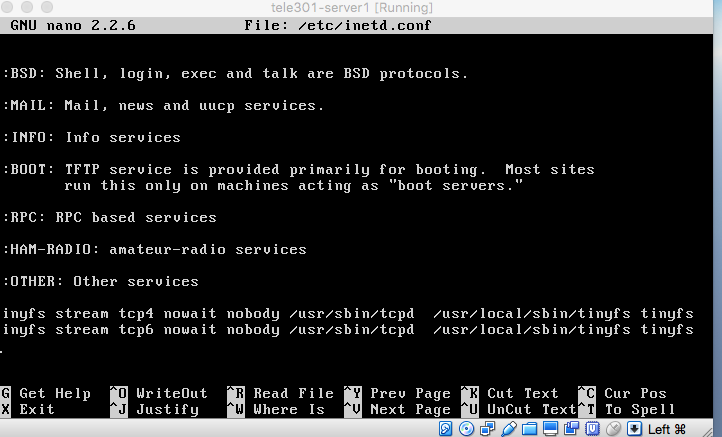 tele301-server1 [Running]
GNU nano 2.2.6 File: /etc/inetd.conf
:BSD: Shell, login, exec and talk are BSD protocols.
:MAIL: Mail, news and uucp services.
:INFO: Info services
:BOOT: TFTP service is provided primarily for booting. Most sites
run this only on machines acting as "boot servers."
:RPC: RPC based services
:HAM-RADIO: amateur-radio services
:OTHER: Other services
inyfs stream tcp4 nowait nobody /usr/sbin/tcpd /usr/local/sbin/tinyfs tinyfs
inyfs stream tcp6 nowait nobody /usr/sbin/tcpd /usr/local/sbin/tinyfs tinyfs
G Get Help ^O WriteOut ^R Read File ^Y Prev Page ^K Cut Text ^C Cur Pos
X Exit ^J Justify ^W Where Is ^V Next Page ^U UnCut Text ^T To Spell
Left ⌘